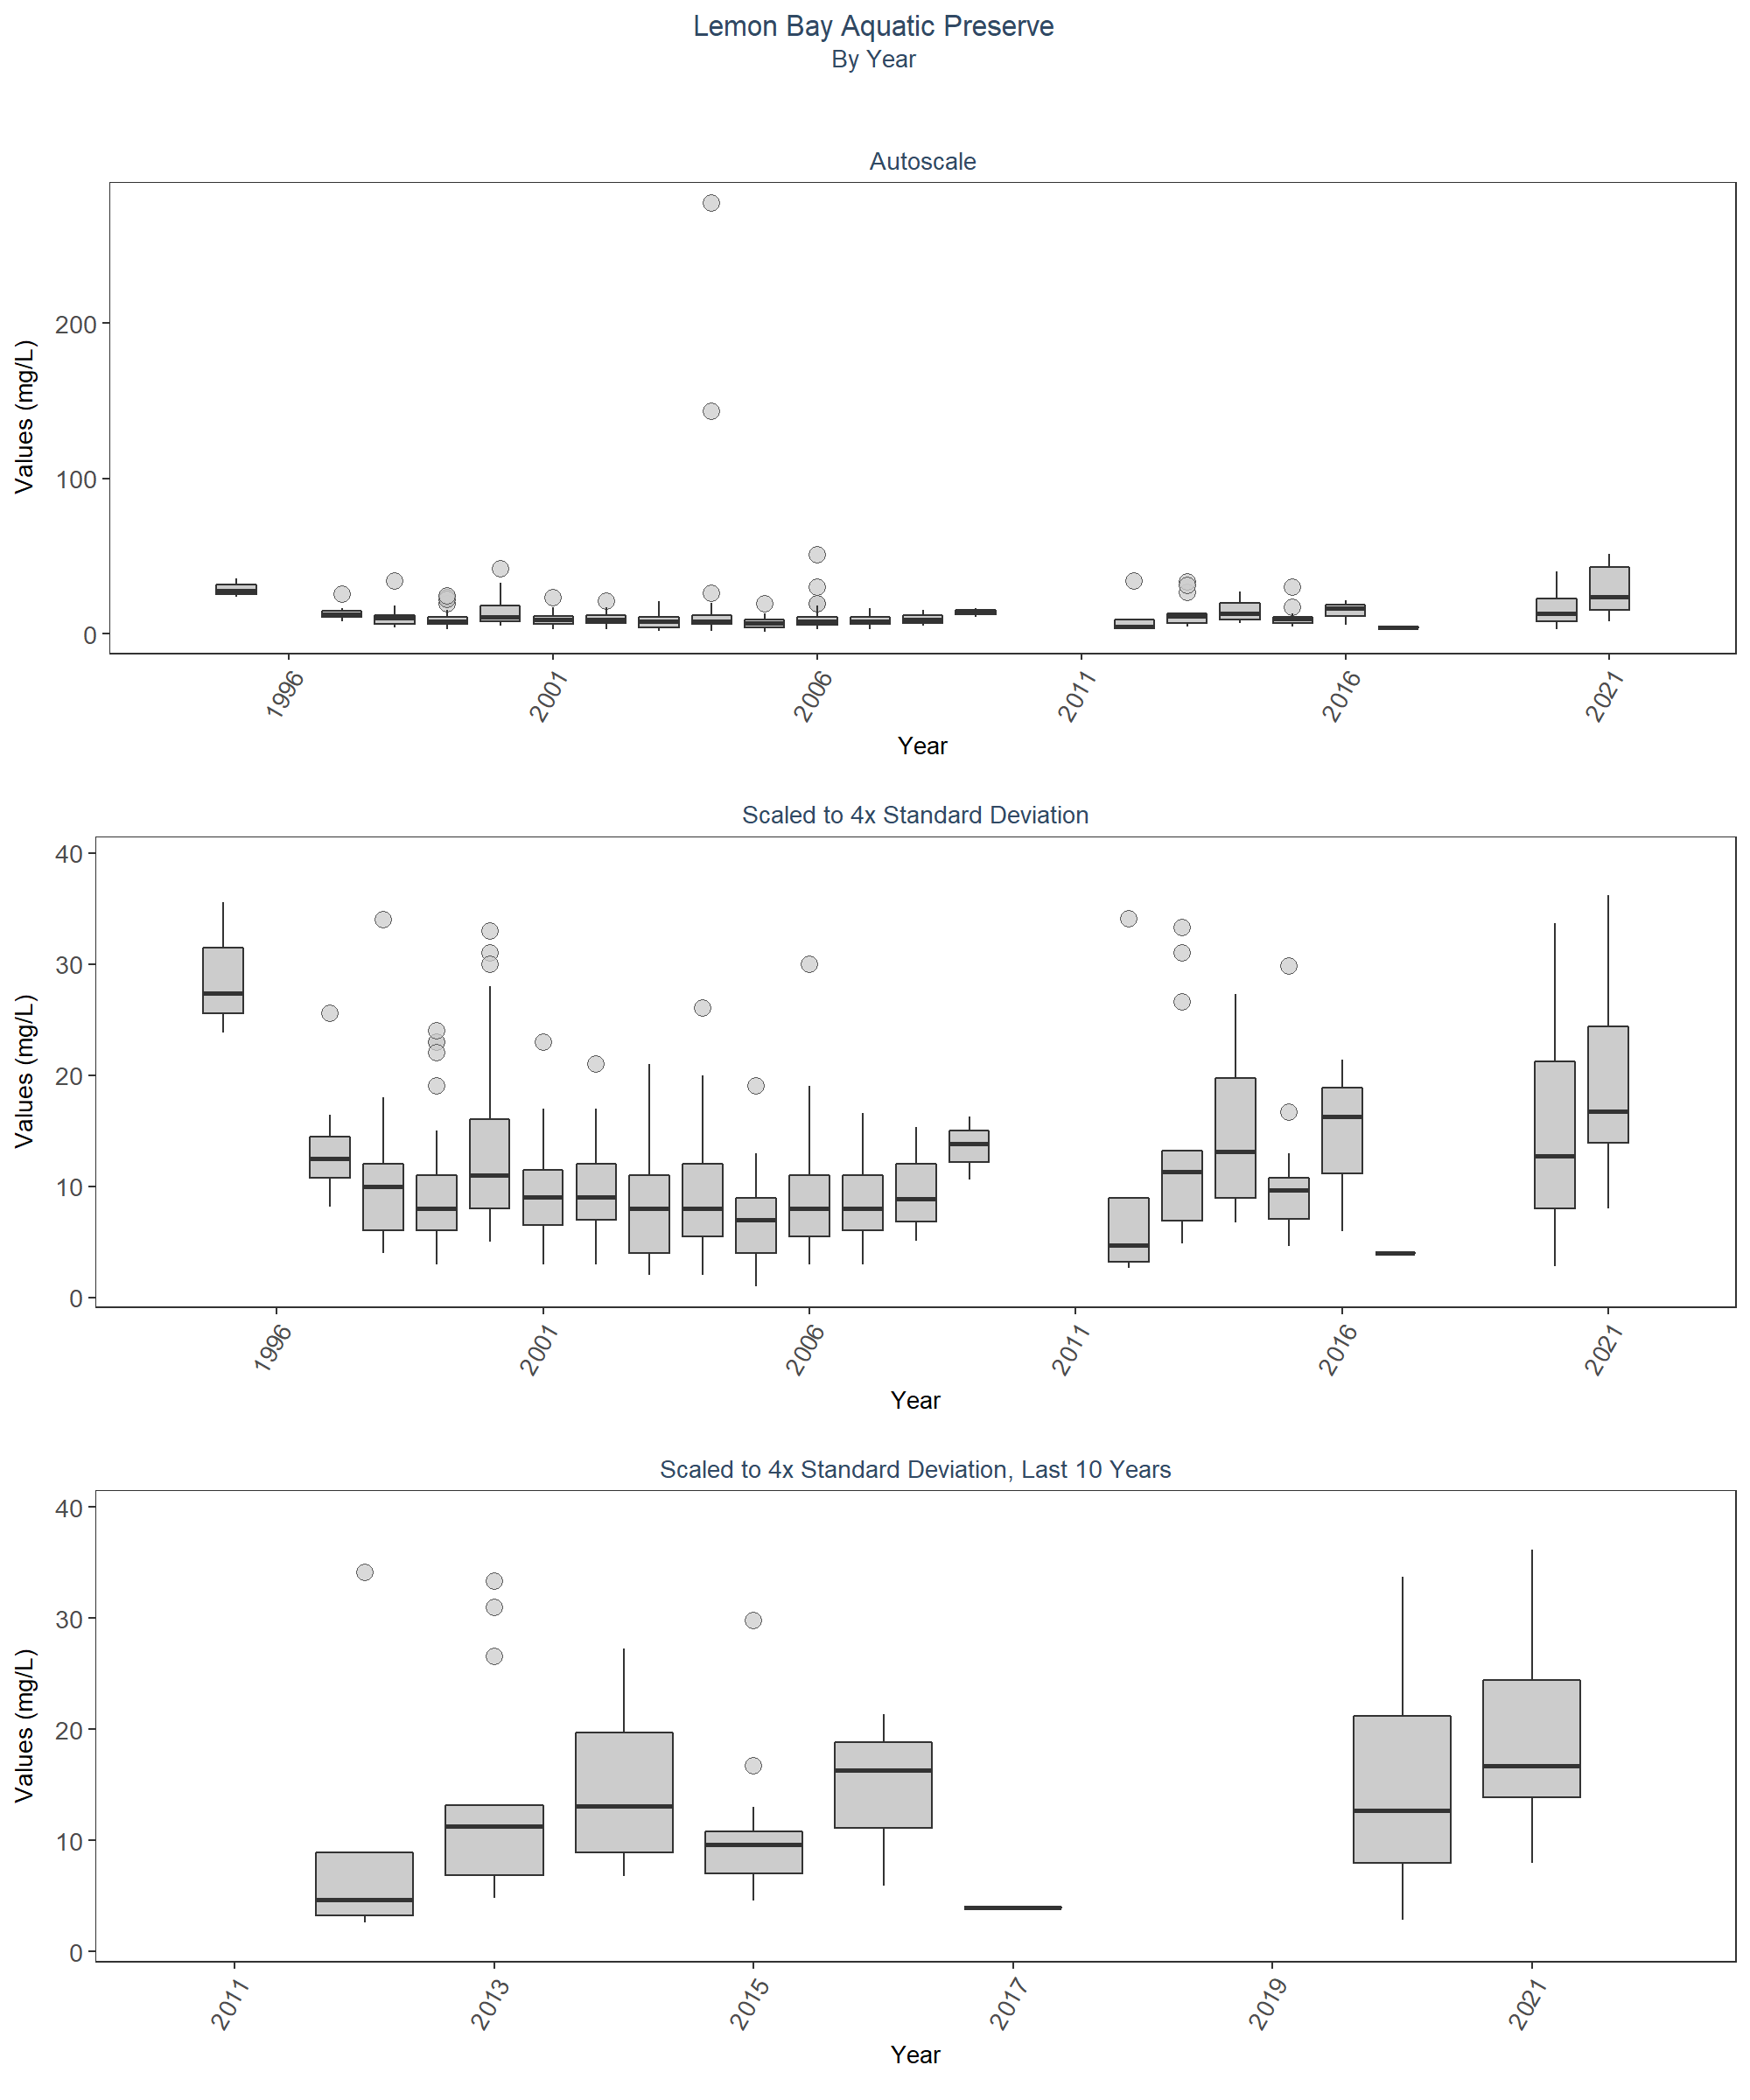 Lemon Bay Aquatic Preserve
By Year
Autoscale
Values (mg/L)
200
100
0
1996
2001
2006
2011
2016
2021
Year
Scaled to 4x Standard Deviation
Values (mg/L)
40
30
20
10
0
1996
2001
2006
2011
2016
2021
Year
Scaled to 4x Standard Deviation, Last 10 Years
Values (mg/L)
40
30
20
10
0
2011
2013
2015
2017
2019
2021
Year